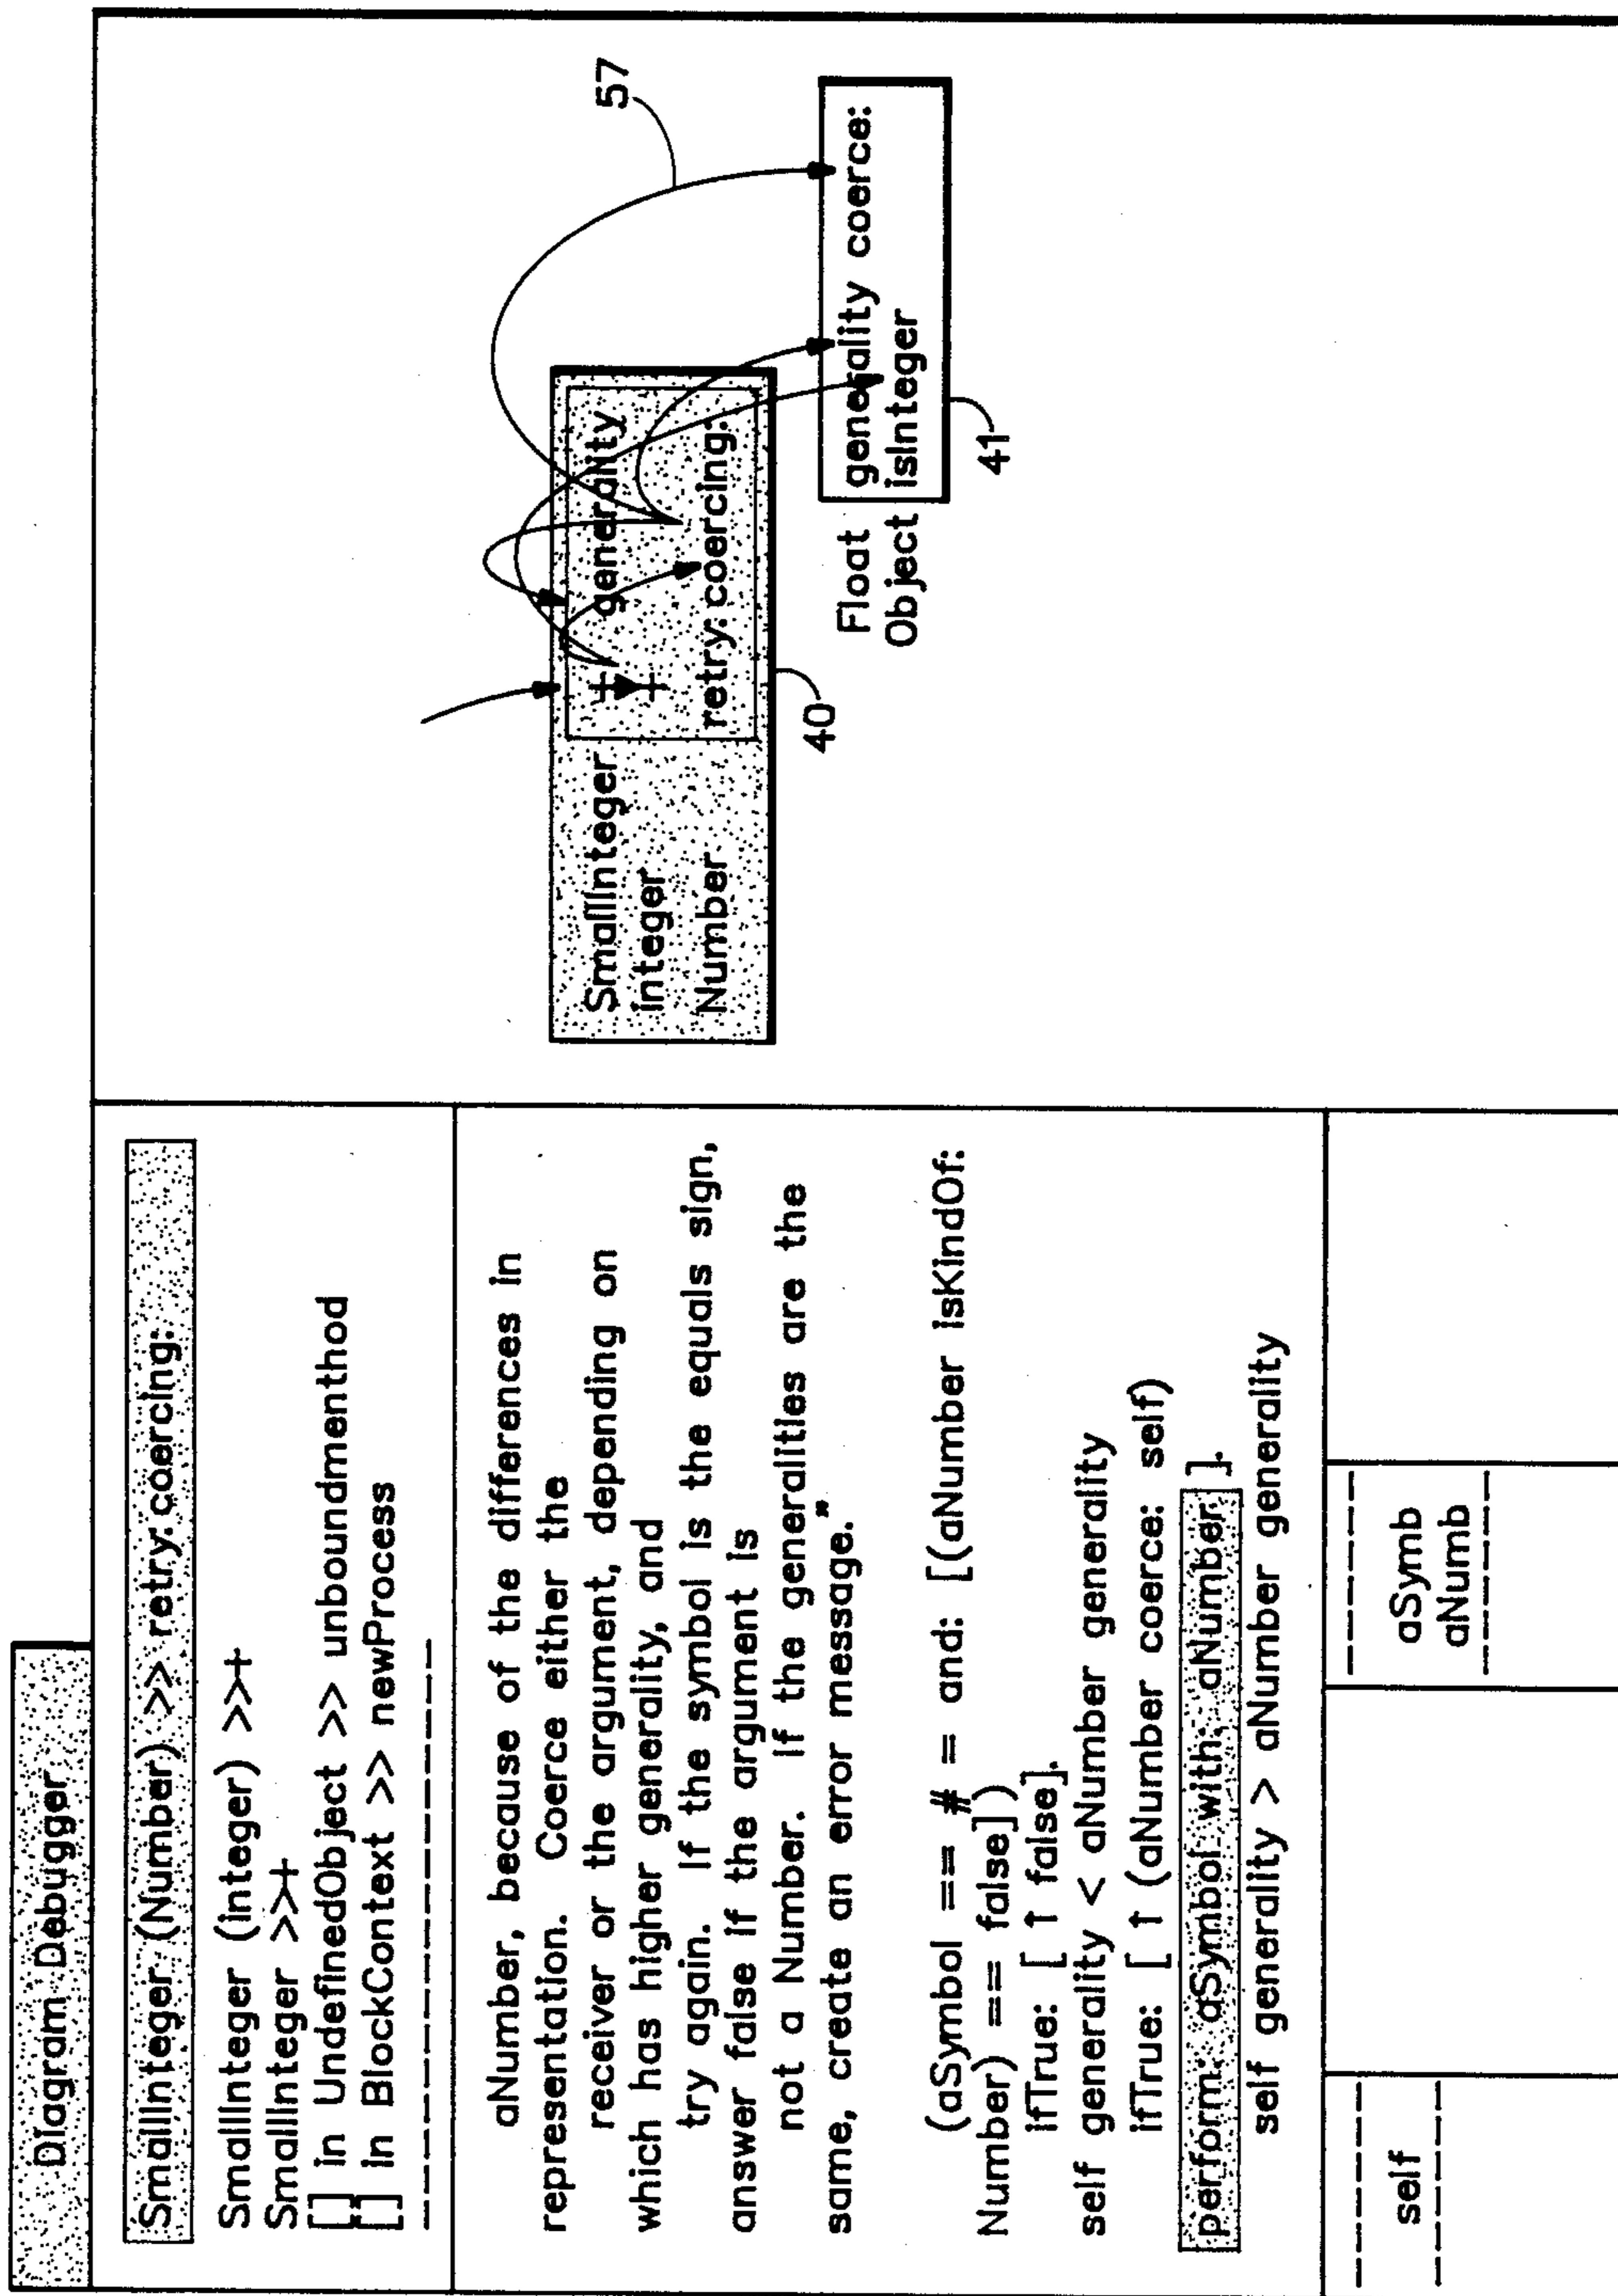 Diagram Debugger
SmallInteger (Number) >> retry: coercing:
SmallInteger (integer) >>+
SmallInteger >>+
[] in UndefinedObject >> unboundmenthod
[] in BlockContext >> newProcess
aNumber, because of the differences in
representation. Coerce either the
receiver or the argument, depending on
which has higher generality, and
try again. If the symbol is the equals sign,
answer false if the argument is
not a Number. If the generalities are the
same, create an error message."
(aSymbol == # = and: [(aNumber isKindOf:
Number) == false])
ifTrue: [ ↑ false].
self generality < aNumber generality
ifTrue: [ ↑ (aNumber coerce: self)
perform: aSymbol with: aNumber ].
self generality > aNumber generality
self
aSymb
aNumb
SmallInteger + generality
integer +
Number retry: coercing:
40
57
Float generality coerce:
Object isInteger
41